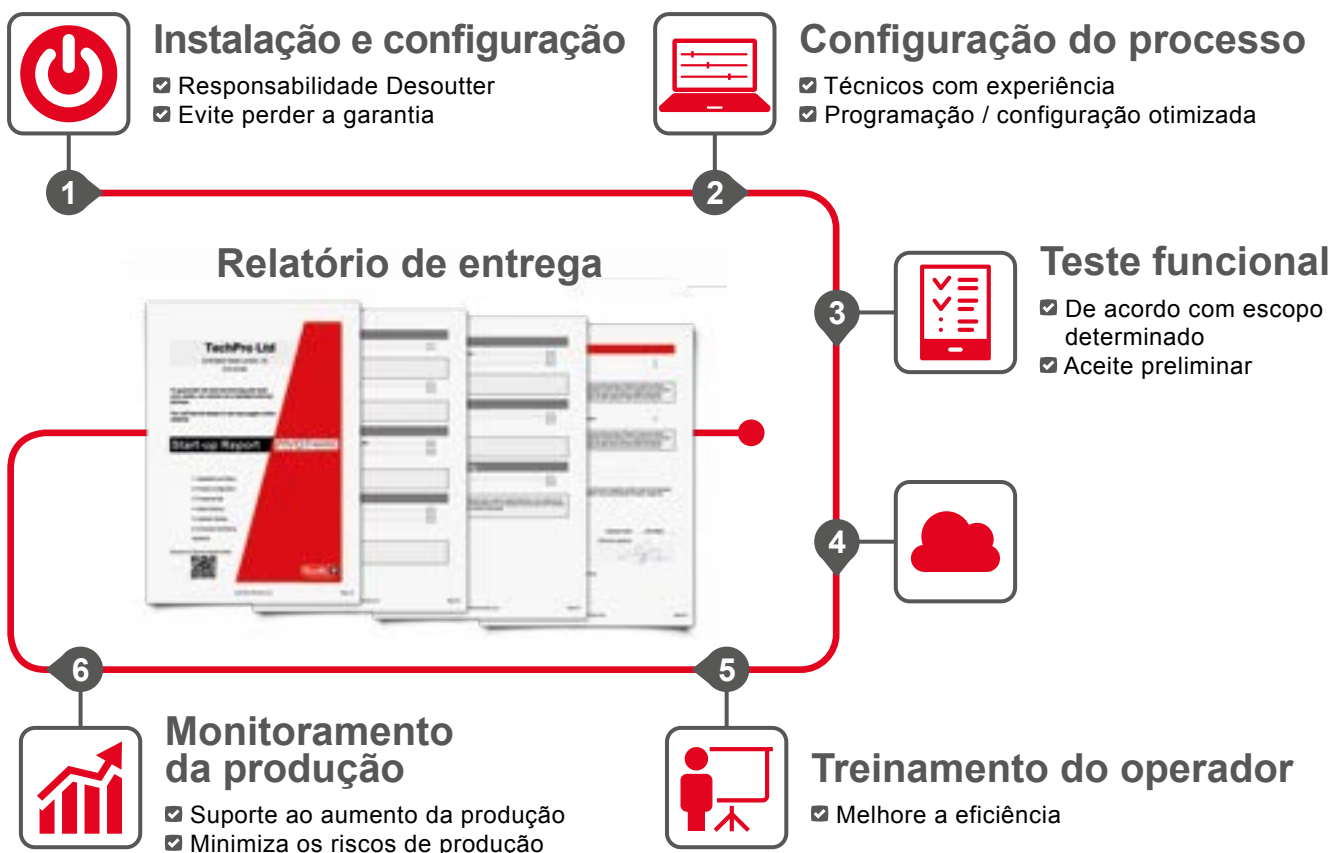 Instalação e configuração
Responsabilidade Desoutter
Evite perder a garantia
1
Configuração do processo
Técnicos com experiência
Programação / configuração otimizada
2
Teste funcional
De acordo com escopo
determinado
Aceite preliminar
3
Relatório de entrega
TechPro Ltd
Start-up Report
4
5
Treinamento do operador
Melhore a eficiência
6
Monitoramento
da produção
Suporte ao aumento da produção
Minimiza os riscos de produção